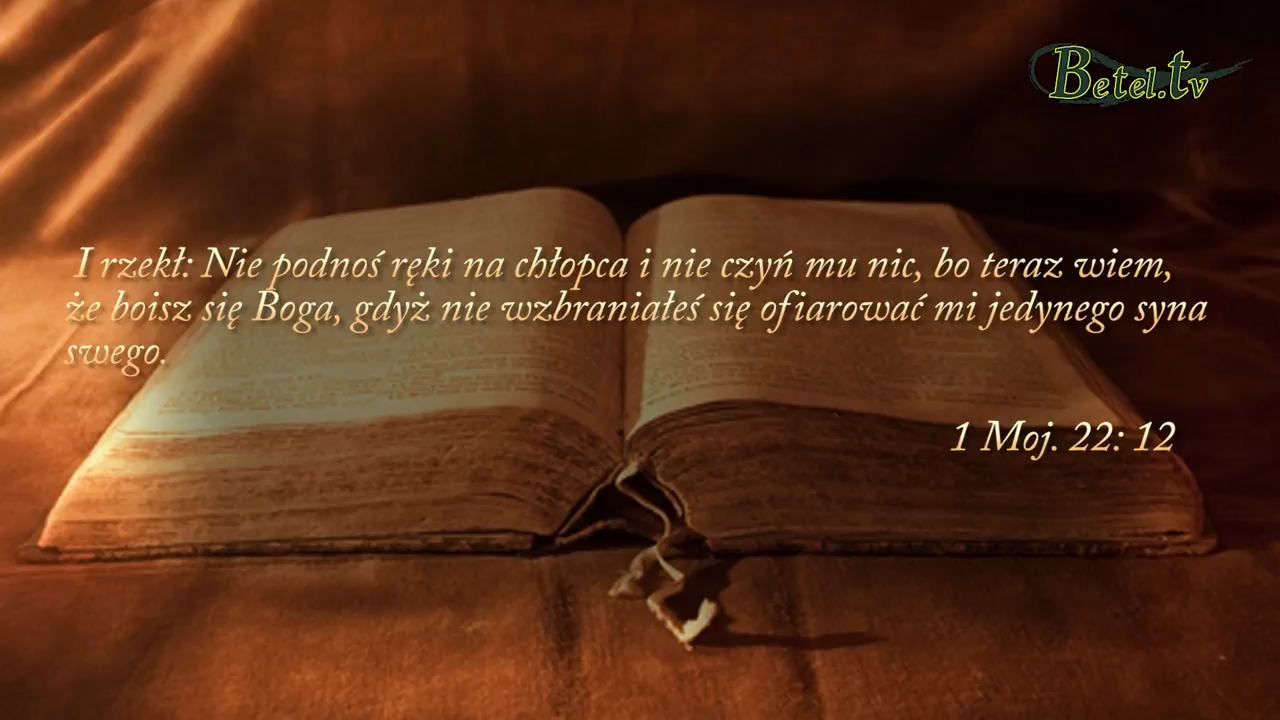 Betel.tv
I rzekł: Nie podnoś ręki na chłopca i nie czyń mu nic, bo teraz wiem,
że boisz się Boga, gdyż nie wzbraniałeś się ofiarować mi jedynego syna
swego.
1 Moj. 22: 12